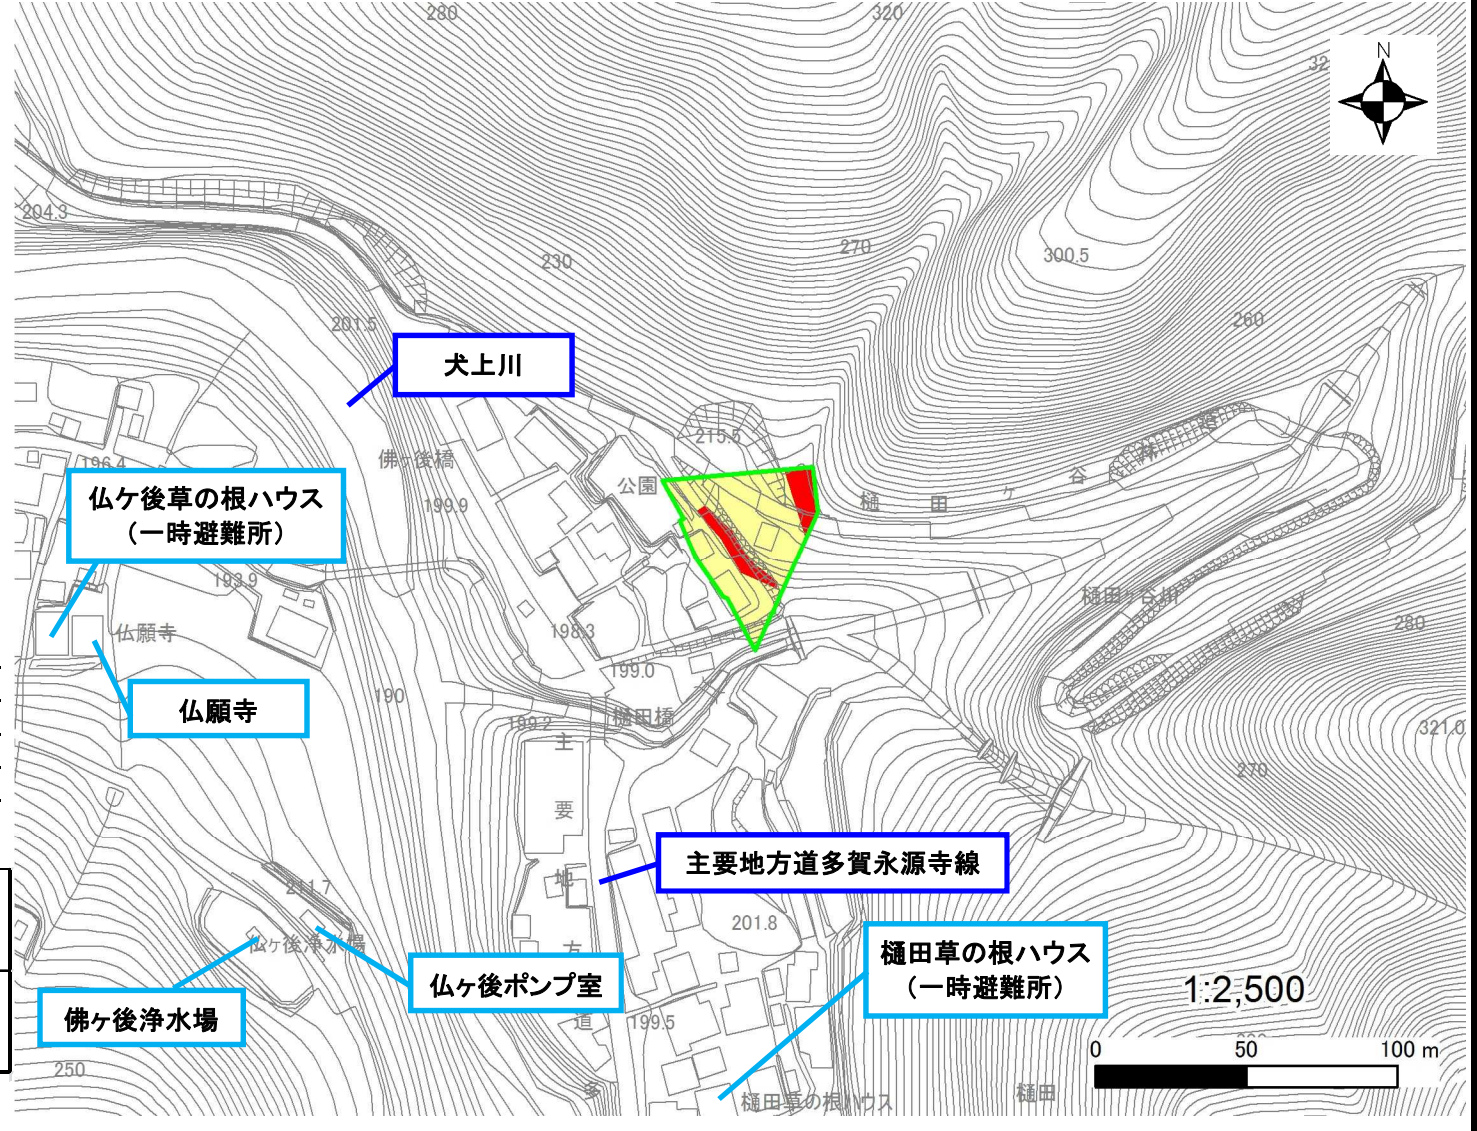 280
320
N
32
204.3
270
300.5
230
201.5
260
犬上川
215.5
佛ヶ後橋
196.4
公園
樋
田
ヶ
谷
林
道
仏ケ後草の根ハウス
（一時避難所）
199.9
193.9
樋田ヶ谷川
仏願寺
198.3
280
199.0
190
仏願寺
199.2
樋田橋
321.0
主
270
要
主要地方道多賀永源寺線
地
211.7
201.8
方
仏ヶ後浄水場
樋田草の根ハウス
（一時避難所）
仏ヶ後ポンプ室
1:2,500
佛ヶ後浄水場
道
199.5
0
50
100 m
250
多
樋田草の根ハウス
樋田